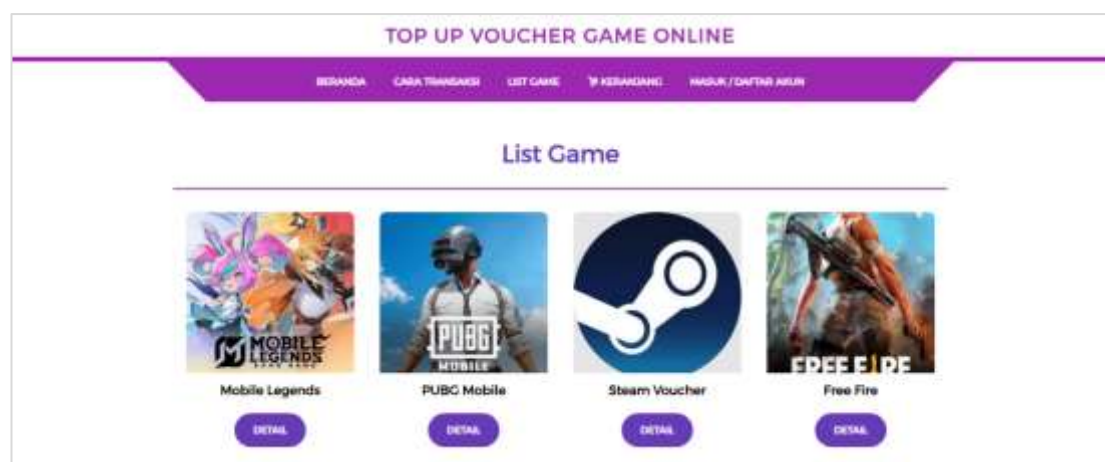 TOP UP VOUCHER GAME ONLINE
BERANDA CARA TRANSAKSI LIST GAME KERANJANG MASUK / DAFTAR AKUN
List Game
MOBILE LEGENDS
PUBG MOBILE
FREE FIRE
Mobile Legends PUBG Mobile Steam Voucher Free Fire
DETAIL DETAIL DETAIL DETAIL